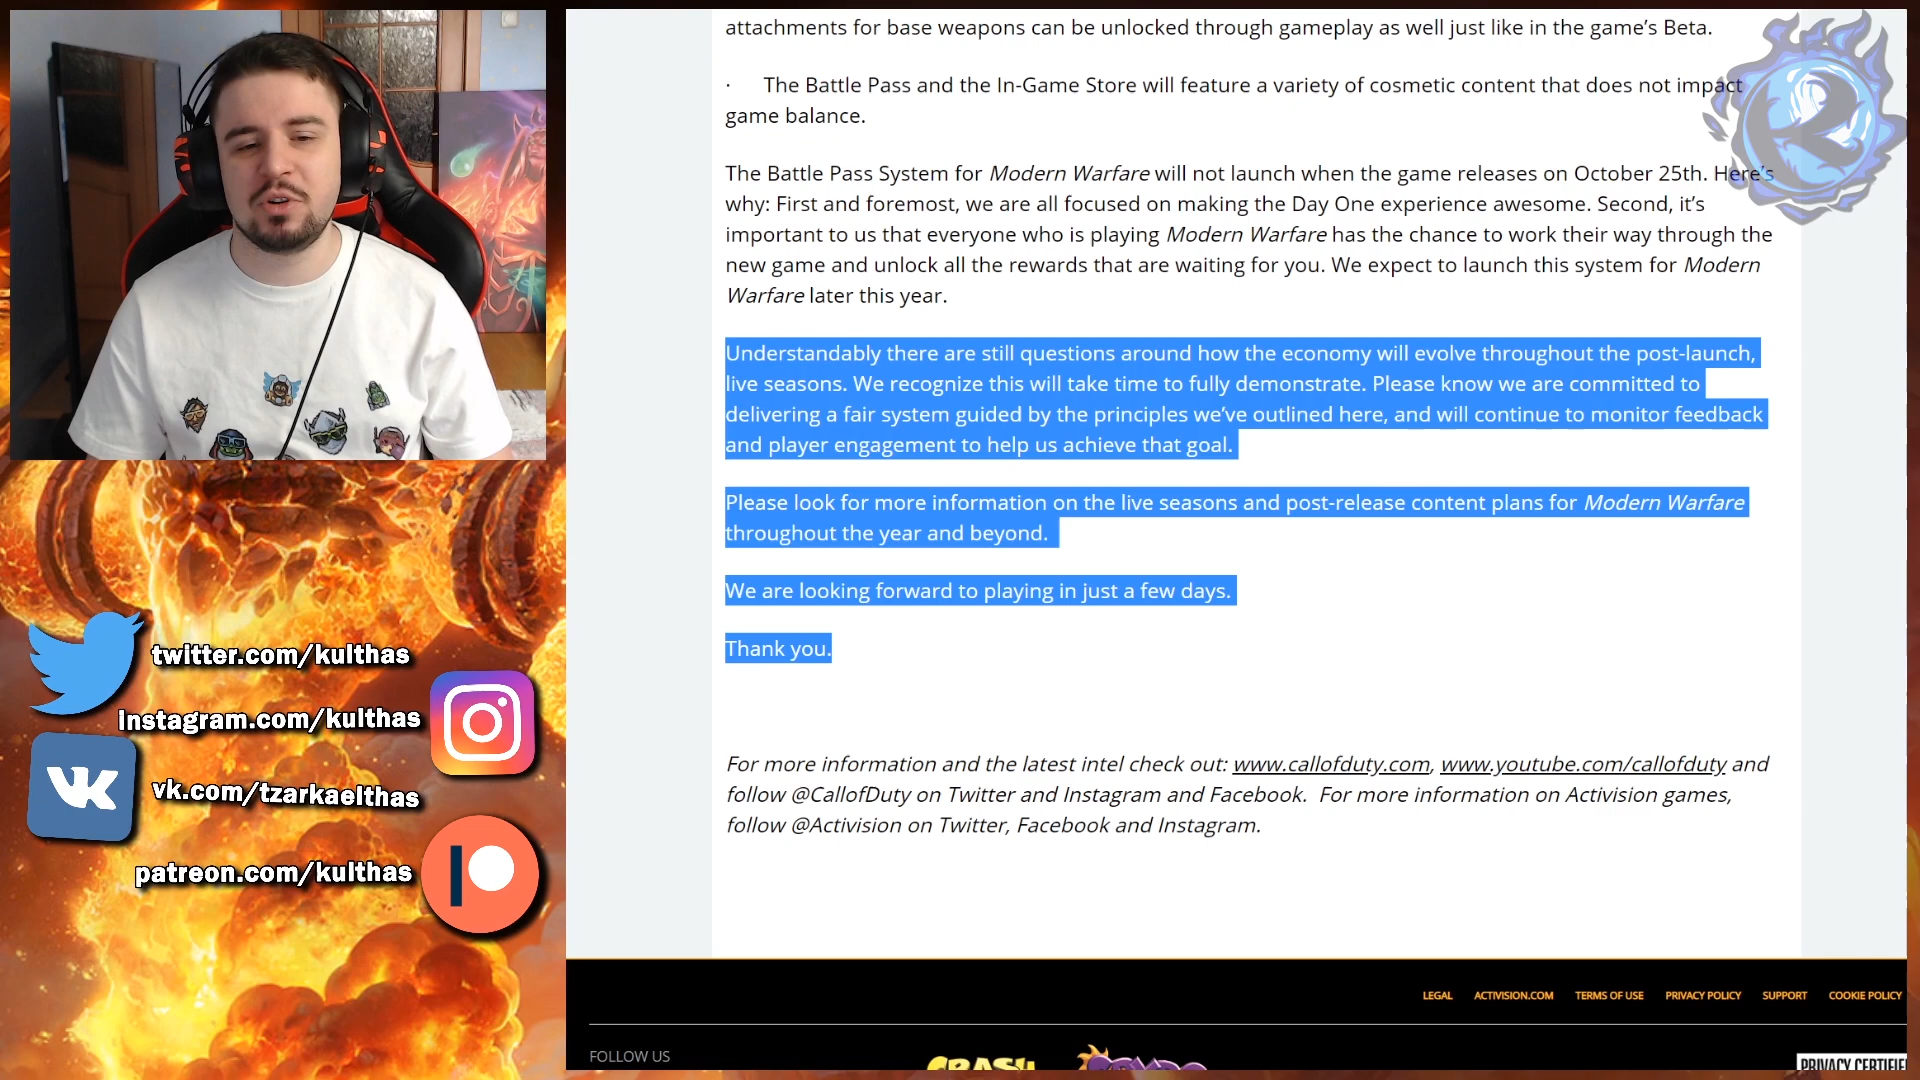 attachments for base weapons can be unlocked through gameplay as well just like in the game’s Beta.
· The Battle Pass and the In-Game Store will feature a variety of cosmetic content that does not impact
game balance.
The Battle Pass System for Modern Warfare will not launch when the game releases on October 25th. Here’s
why: First and foremost, we are all focused on making the Day One experience awesome. Second, it’s
important to us that everyone who is playing Modern Warfare has the chance to work their way through the
new game and unlock all the rewards that are waiting for you. We expect to launch this system for Modern
Warfare later this year.
Understandably there are still questions around how the economy will evolve throughout the post-launch,
live seasons. We recognize this will take time to fully demonstrate. Please know we are committed to
delivering a fair system guided by the principles we’ve outlined here, and will continue to monitor feedback
and player engagement to help us achieve that goal.
Please look for more information on the live seasons and post-release content plans for Modern Warfare
throughout the year and beyond.
We are looking forward to playing in just a few days.
Thank you.
For more information and the latest intel check out: www.callofduty.com, www.youtube.com/callofduty and
follow @CallofDuty on Twitter and Instagram and Facebook. For more information on Activision games,
follow @Activision on Twitter, Facebook and Instagram.
LEGAL ACTIVISION.COM TERMS OF USE PRIVACY POLICY SUPPORT COOKIE POLICY
FOLLOW US
CRASH
PRIVACY CERTIFIE
twitter.com/kulthas
instagram.com/kulthas
vk.com/tzarkaelthas
patreon.com/kulthas